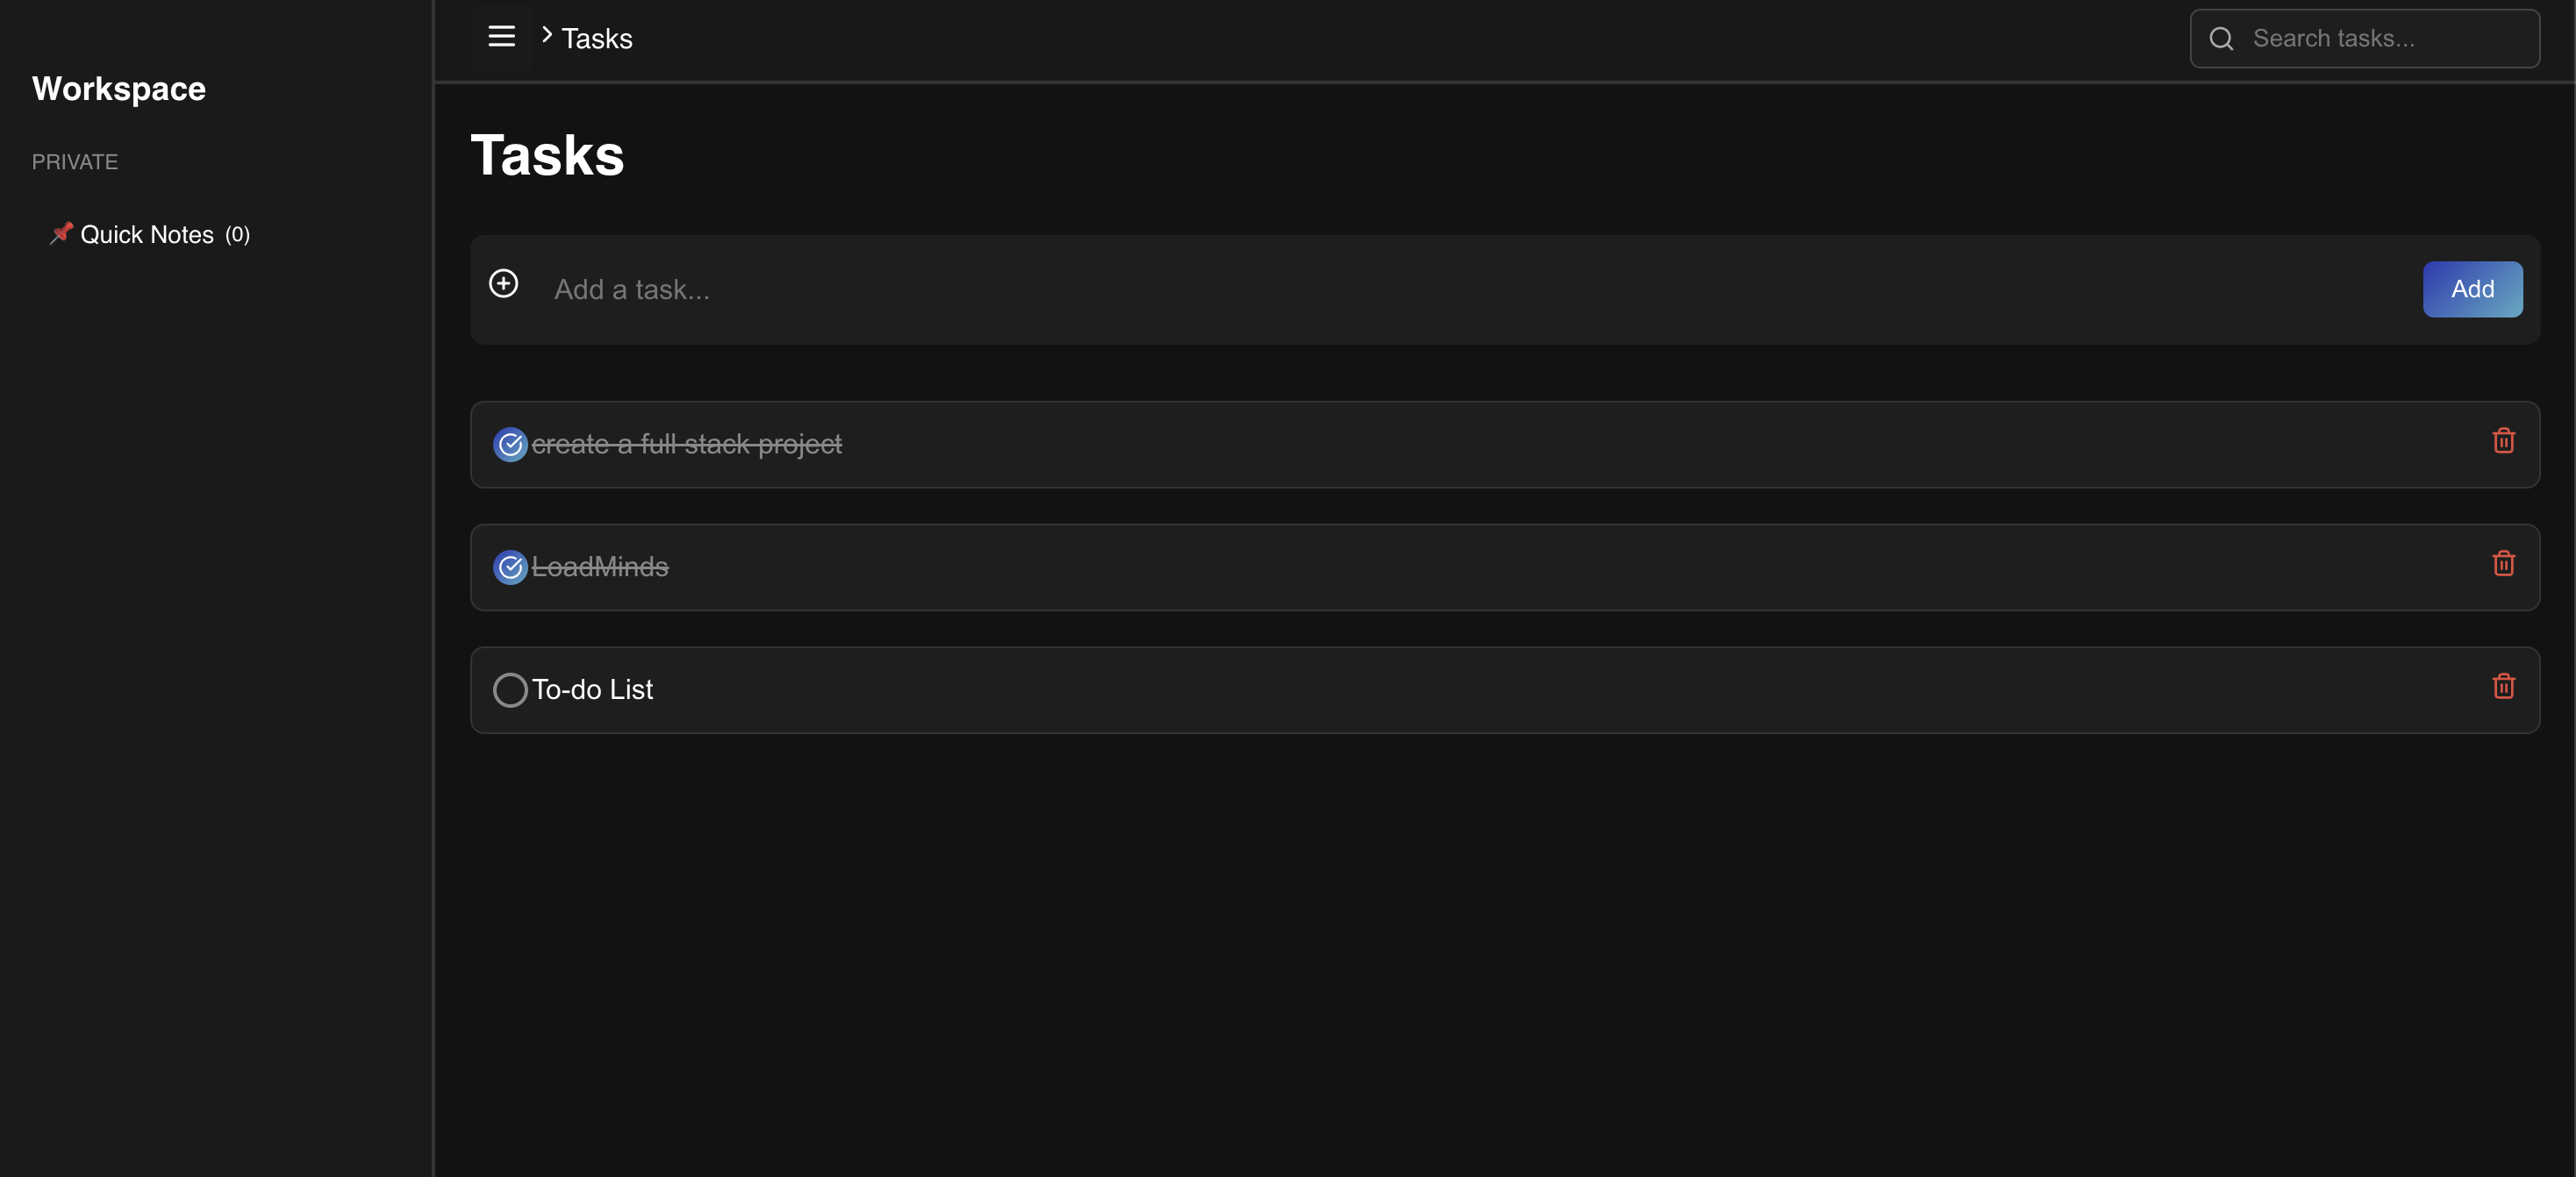 Workspace
PRIVATE
Quick Notes (0)
Tasks
Search tasks...
Tasks
Add a task...
Add
create a full stack project
LoadMinds
To-do List